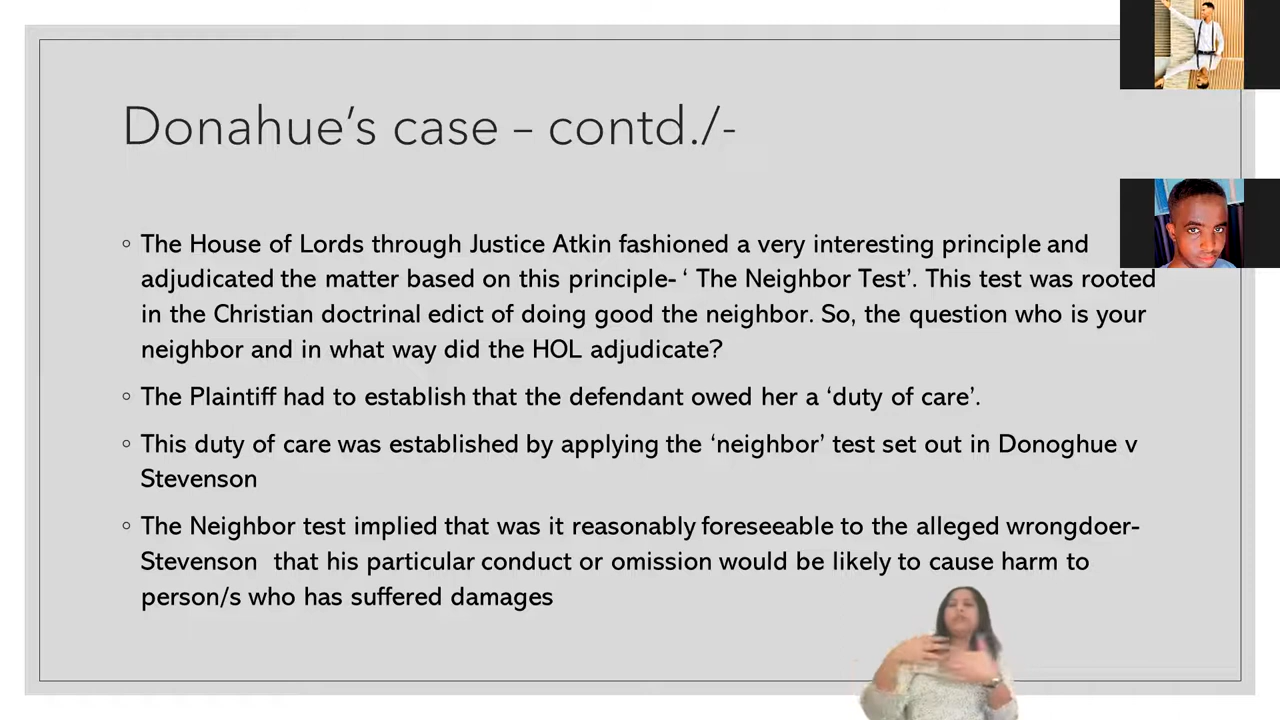 Donahue’s case – contd./-
◦ The House of Lords through Justice Atkin fashioned a very interesting principle and
adjudicated the matter based on this principle- ‘ The Neighbor Test’. This test was rooted
in the Christian doctrinal edict of doing good the neighbor. So, the question who is your
neighbor and in what way did the HOL adjudicate?
◦ The Plaintiff had to establish that the defendant owed her a ‘duty of care’.
◦ This duty of care was established by applying the ‘neighbor’ test set out in Donoghue v
Stevenson
◦ The Neighbor test implied that was it reasonably foreseeable to the alleged wrongdoer-
Stevenson  that his particular conduct or omission would be likely to cause harm to
person/s who has suffered damages